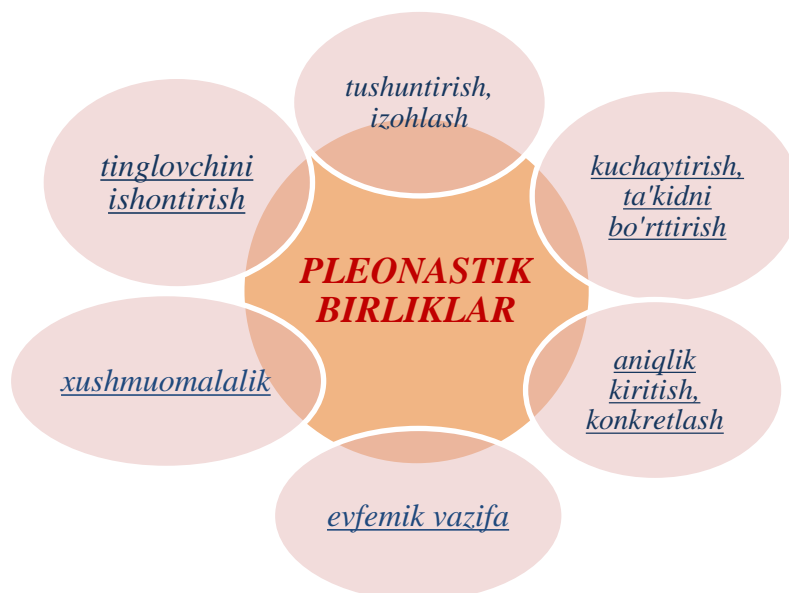 tushuntirish,
izohlash
kuchaytirish,
ta'kidni
bo'rttirish
aniqlik
kiritish,
konkretlash
evfemik vazifa
xushmuomalalik
tinglovchini
ishontirish
PLEONASTIK
BIRLIKLAR